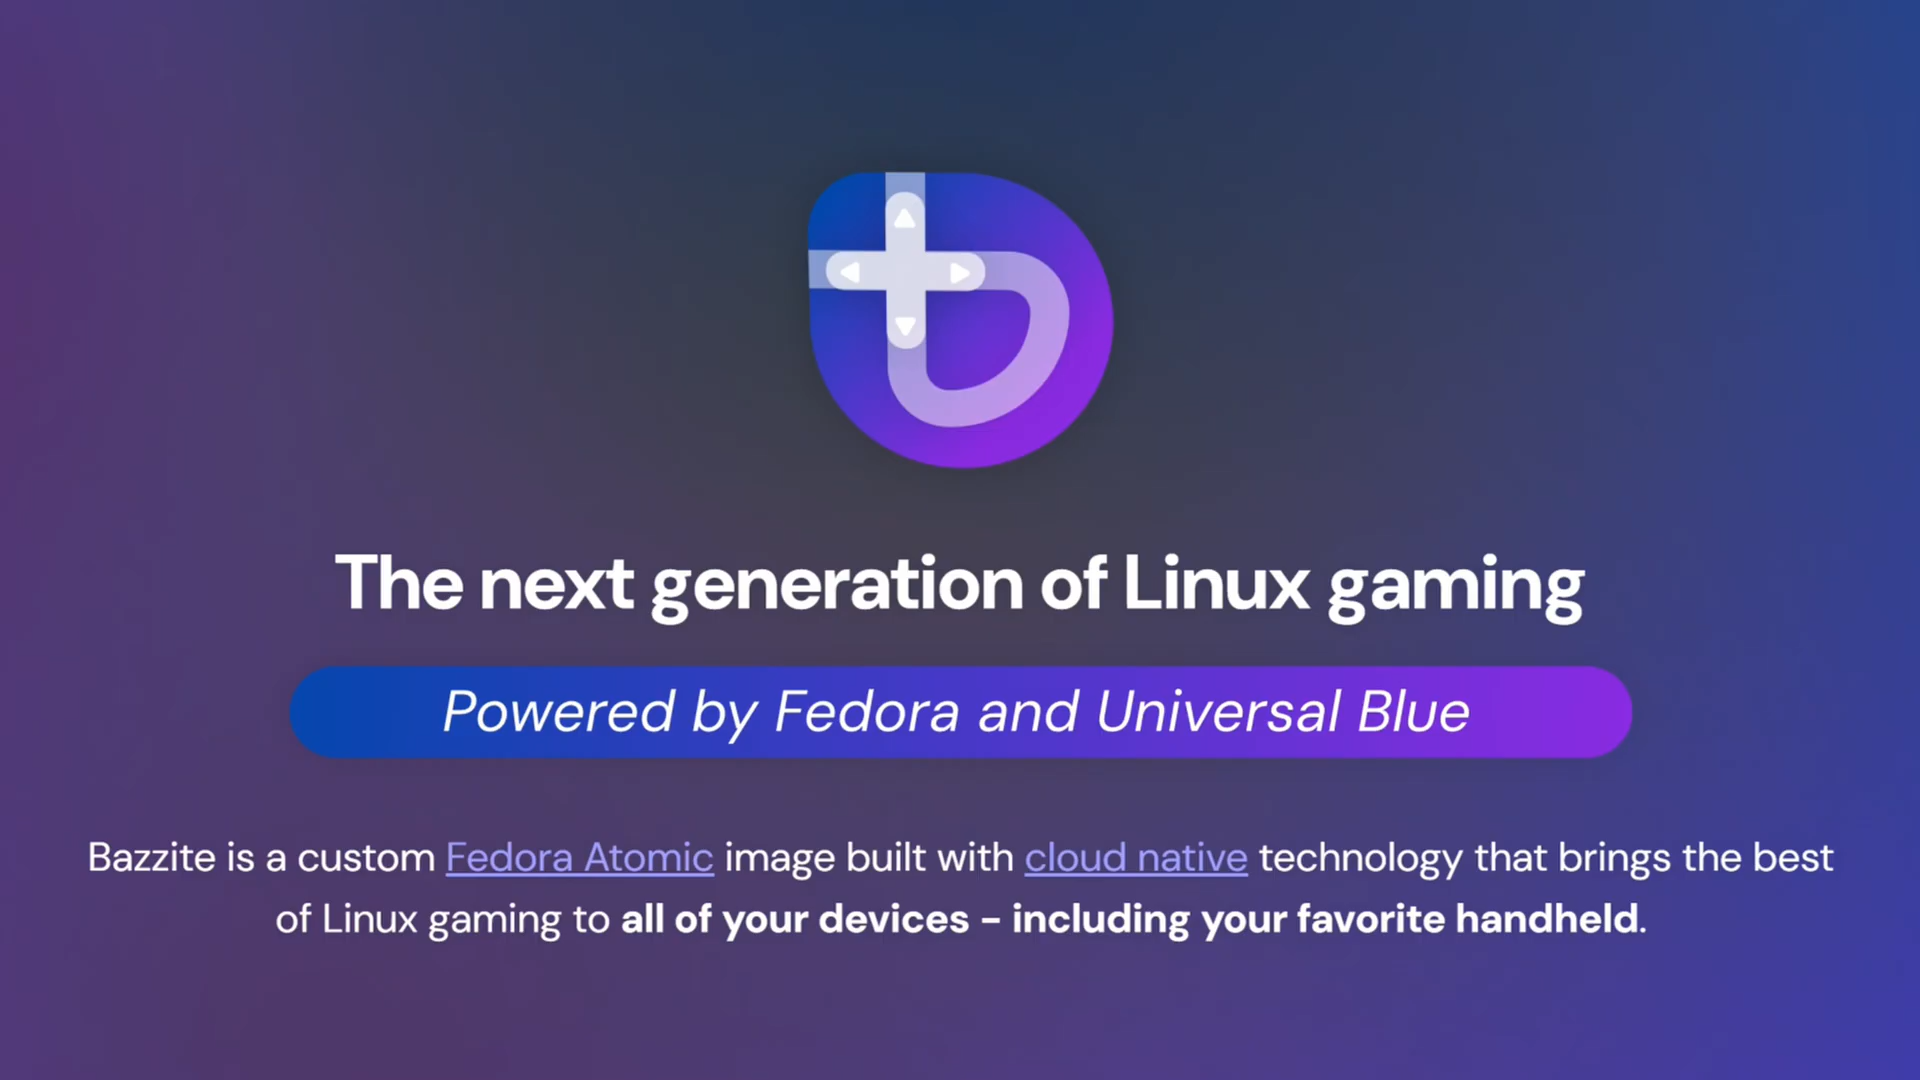 The next generation of Linux gaming
Powered by Fedora and Universal Blue
Bazzite is a custom Fedora Atomic image built with cloud native technology that brings the best
of Linux gaming to all of your devices – including your favorite handheld.